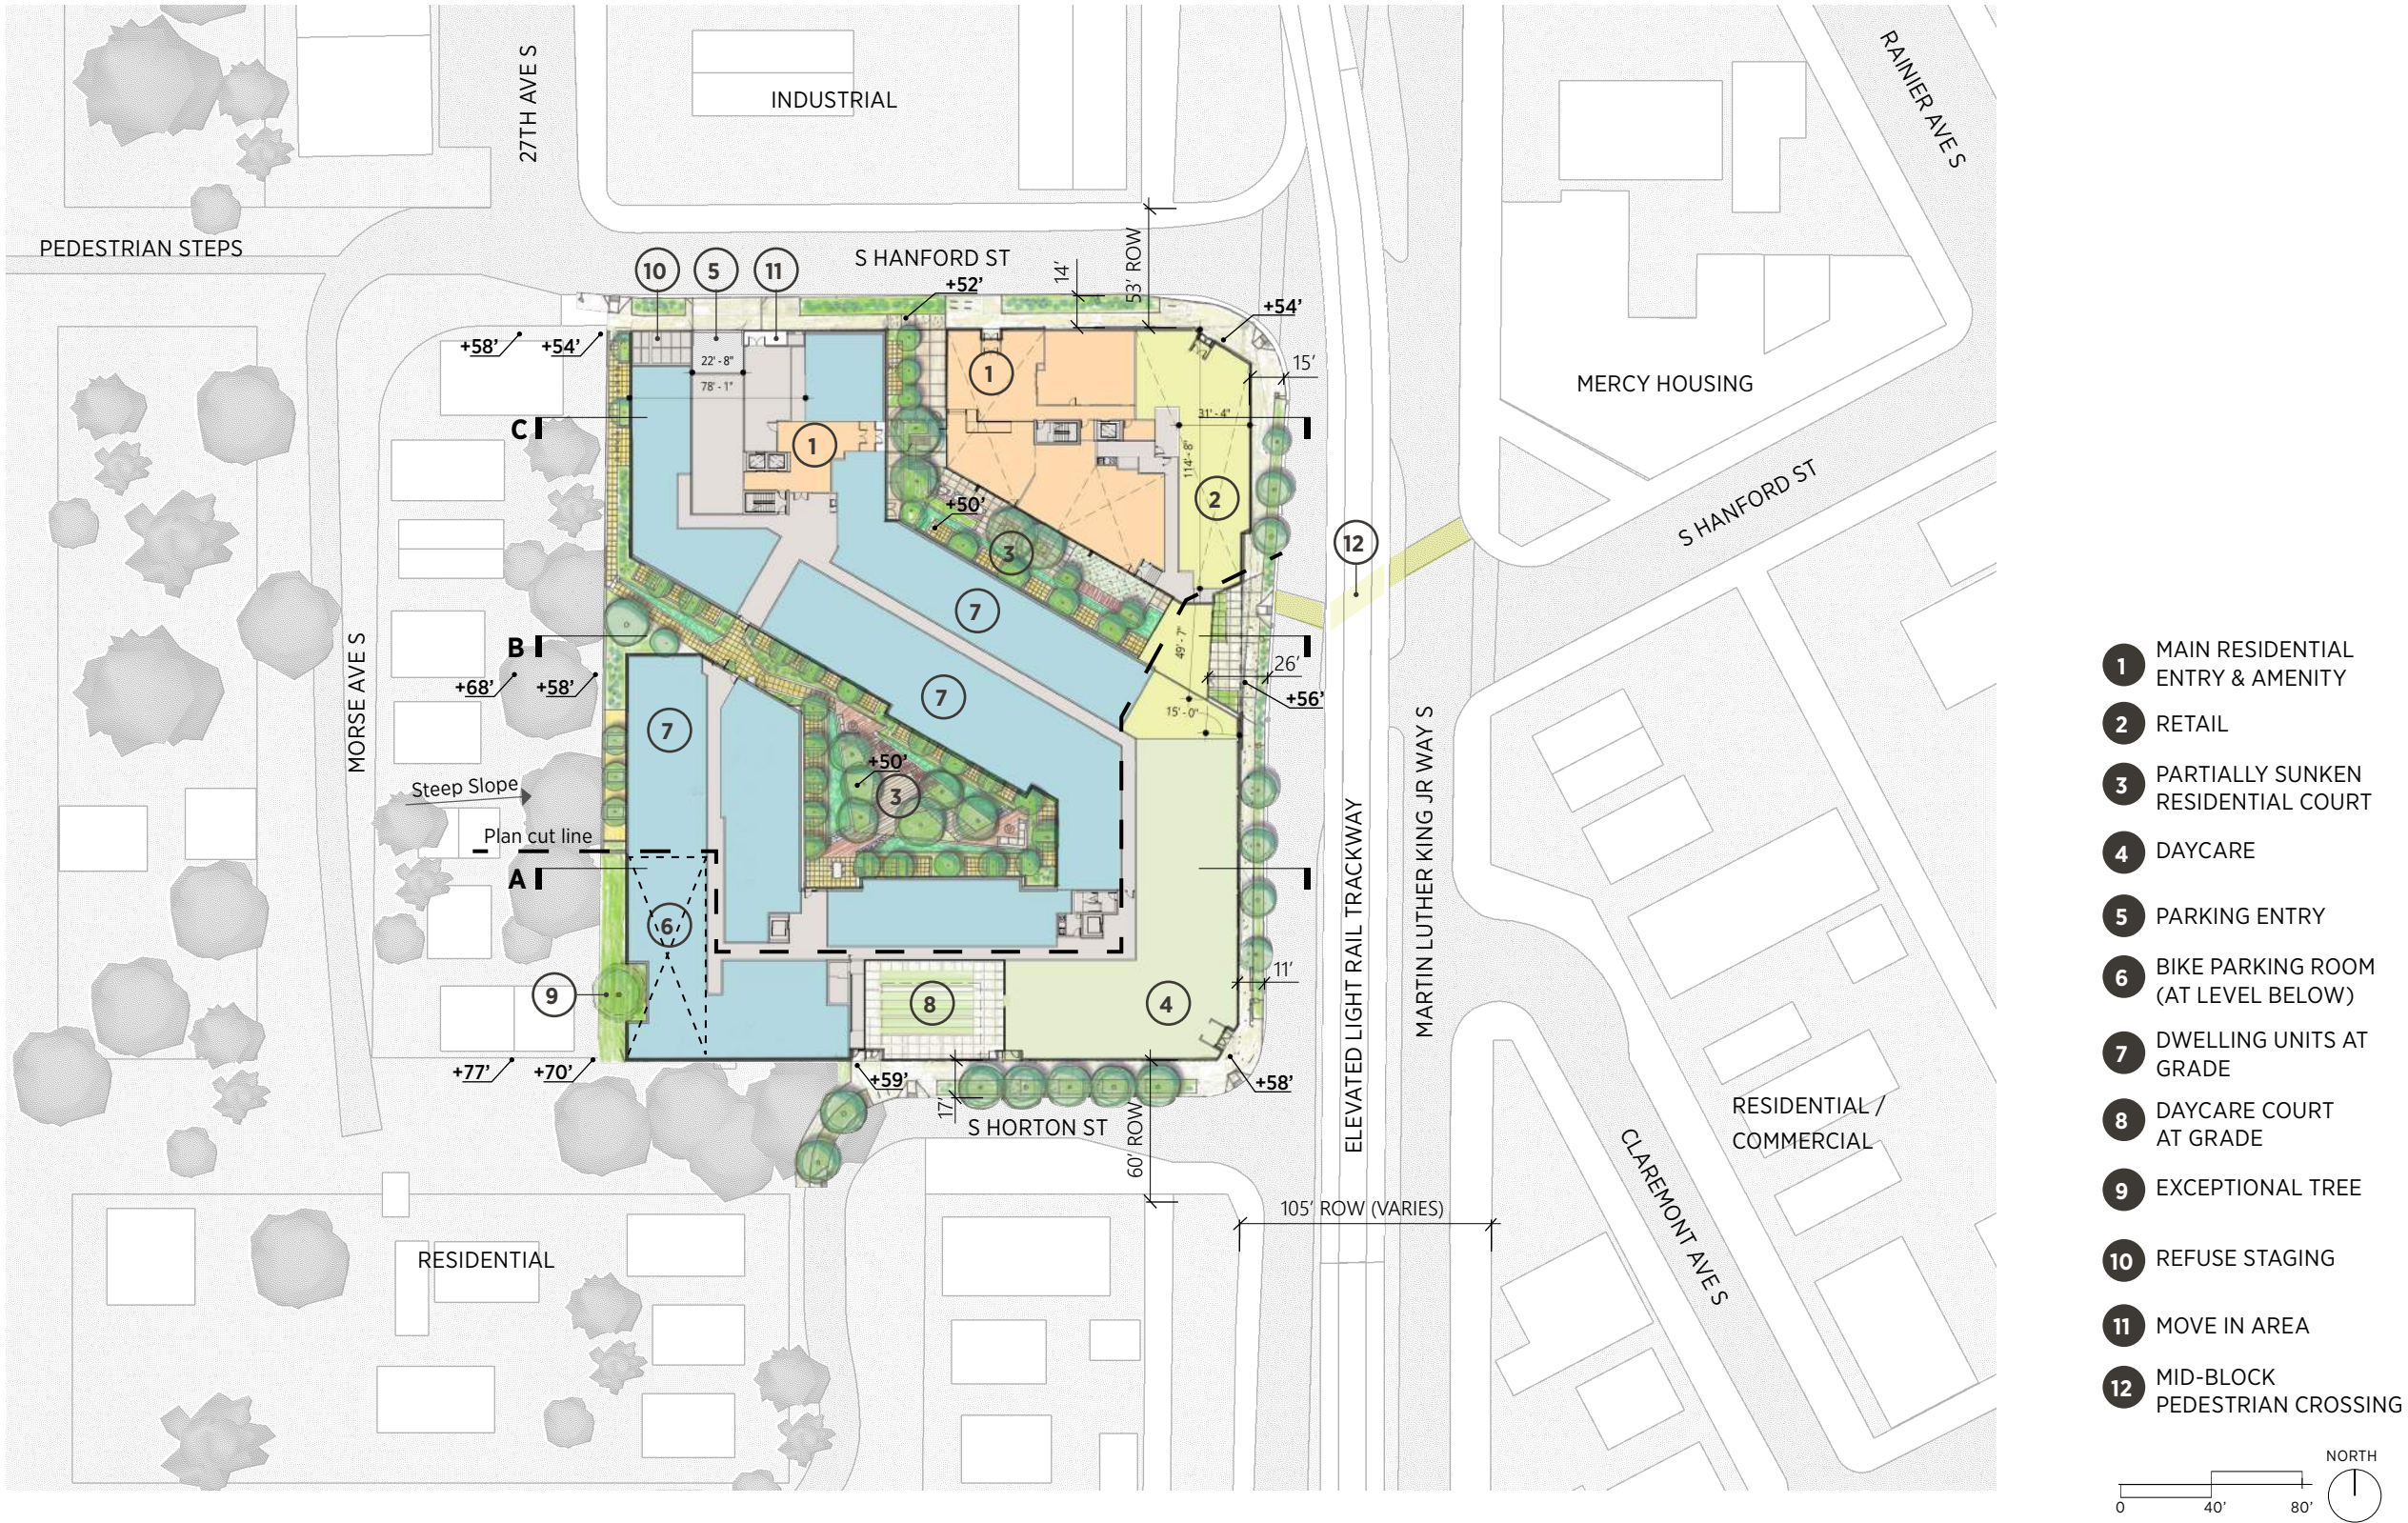 27TH AVE S
INDUSTRIAL
RAINIER AVE S
PEDESTRIAN STEPS
S HANFORD ST
53' ROW
14'
10
5
11
+52'
+54'
+58'
+54'
22' - 8"
78' - 1"
1
15'
MERCY HOUSING
C
C
31' - 4"
1
114' - 8"
2
S HANFORD ST
+50'
3
12
7
B
49' - 7"
26'
+68'
+58'
+56'
7
7
15' - 0"
MORSE AVE S
MARTIN LUTHER KING JR WAY S
ELEVATED LIGHT RAIL TRACKWAY
+50'
3
Steep Slope
Plan cut line
A
6
9
8
4
11'
+77'
+70'
+59'
+58'
17'
S HORTON ST
60' ROW
RESIDENTIAL /
COMMERCIAL
CLAREMONT AVE S
105' ROW (VARIES)
RESIDENTIAL
1 MAIN RESIDENTIAL
ENTRY & AMENITY
2 RETAIL
3 PARTIALLY SUNKEN
RESIDENTIAL COURT
4 DAYCARE
5 PARKING ENTRY
6 BIKE PARKING ROOM
(AT LEVEL BELOW)
7 DWELLING UNITS AT
GRADE
8 DAYCARE COURT
AT GRADE
9 EXCEPTIONAL TREE
10 REFUSE STAGING
11 MOVE IN AREA
12 MID-BLOCK
PEDESTRIAN CROSSING
NORTH
0 40' 80'